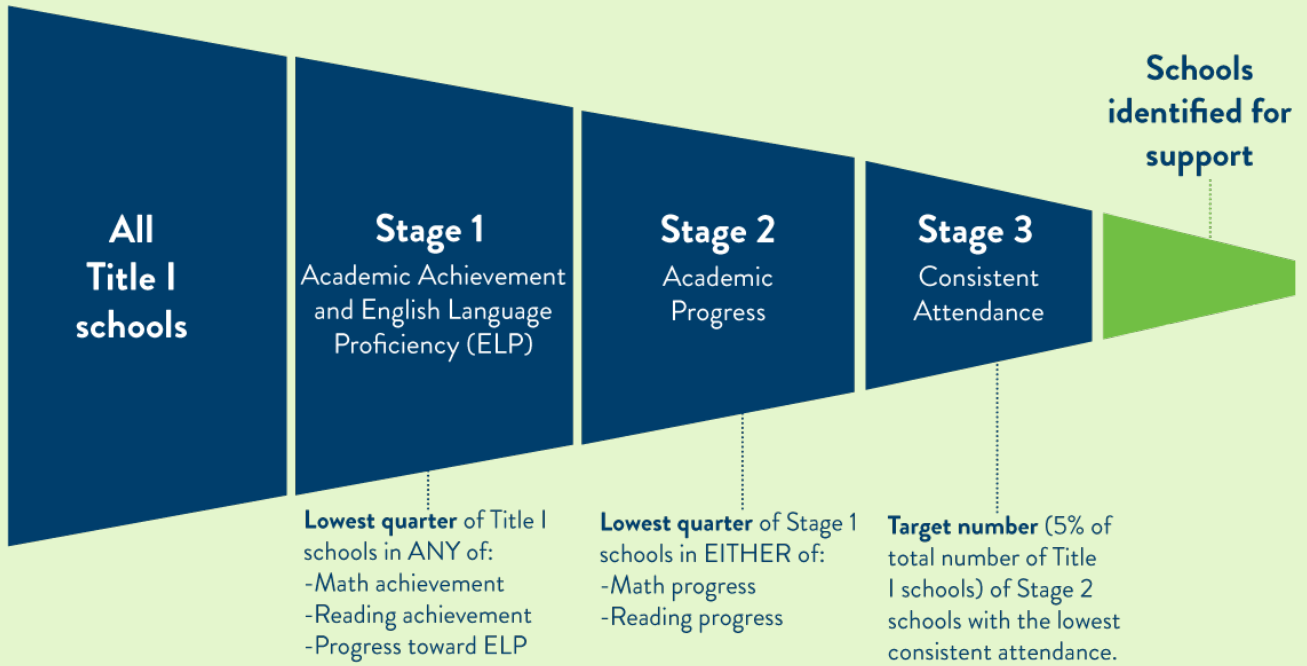 All
Title I
schools
Stage 1
Academic Achievement
and English Language
Proficiency (ELP)
Stage 2
Academic
Progress
Stage 3
Consistent
Attendance
Schools
identified for
support
Lowest quarter of Title I
schools in ANY of:
-Math achievement
-Reading achievement
-Progress toward ELP
Lowest quarter of Stage 1
schools in EITHER of:
-Math progress
-Reading progress
Target number (5% of
total number of Title
I schools) of Stage 2
schools with the lowest
consistent attendance.